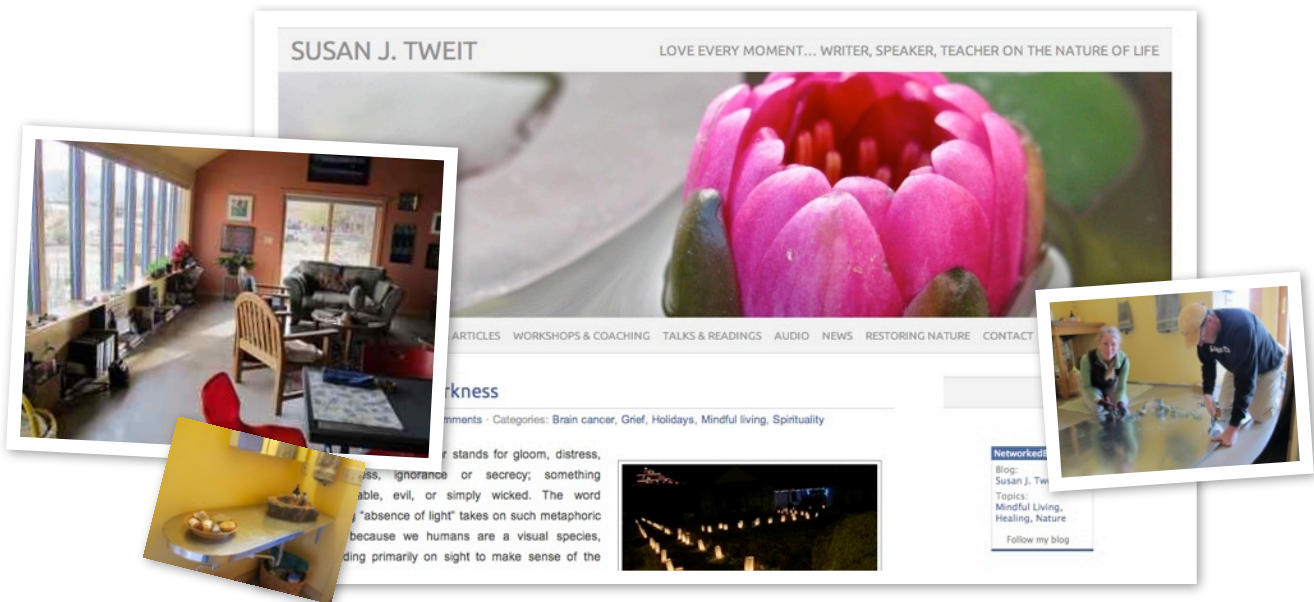 SUSAN J. TWEIT
LOVE EVERY MOMENT... WRITER, SPEAKER, TEACHER ON THE NATURE OF LIFE
ARTICLES WORKSHOPS & COACHING TALKS & READINGS AUDIO NEWS RESTORING NATURE CONTACT
rkness
mments · Categories: Brain cancer, Grief, Holidays, Mindful living, Spirituality
r stands for gloom, distress,
ess, ignorance or secrecy; something
able, evil, or simply wicked. The word
"absence of light" takes on such metaphoric
because we humans are a visual species,
ding primarily on sight to make sense of the
NetworkedB
Blog:
Susan J. Twe
Topics:
Mindful Living,
Healing, Nature
Follow my blog